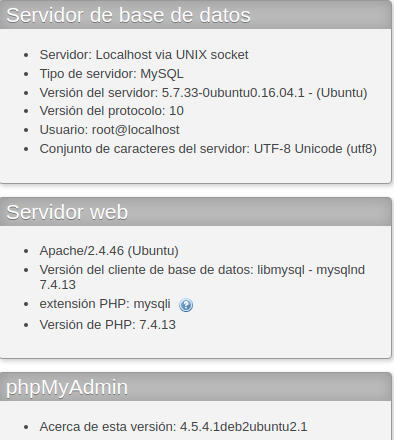 Servidor de base de datos
Servidor: Localhost via UNIX socket
Tipo de servidor: MySQL
Versión del servidor: 5.7.33-0ubuntu0.16.04.1 - (Ubuntu)
Versión del protocolo: 10
Usuario: root@localhost
Conjunto de caracteres del servidor: UTF-8 Unicode (utf8)
Servidor web
Apache/2.4.46 (Ubuntu)
Versión del cliente de base de datos: libmysql - mysqlnd
7.4.13
extensión PHP: mysqli
Versión de PHP: 7.4.13
phpMyAdmin
Acerca de esta versión: 4.5.4.1deb2ubuntu2.1